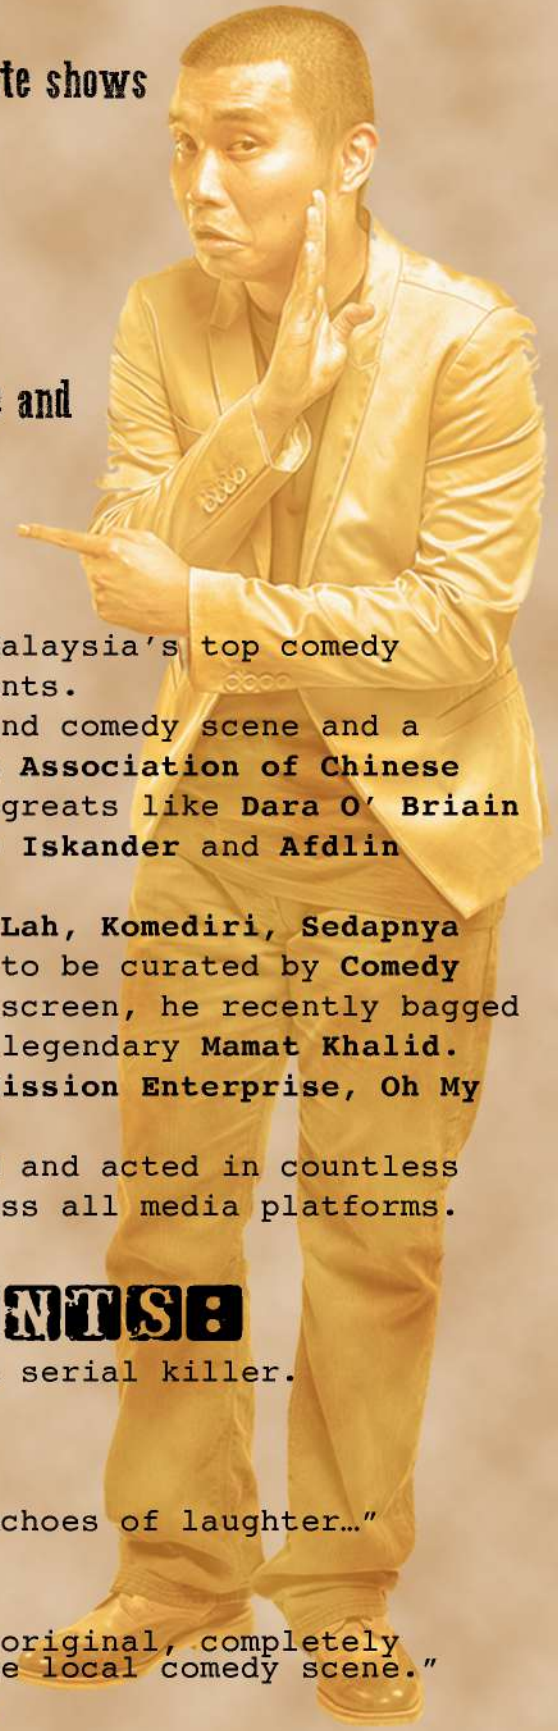 te shows
and
alaysia’s top comedy
nts.
nd comedy scene and a
Association of Chinese
greats like Dara O’ Briain
Iskander and Afdlin
Lah, Komediri, Sedapnya
to be curated by Comedy
screen, he recently bagged
legendary Mamat Khalid.
ission Enterprise, Oh My
and acted in countless
ss all media platforms.
NTS:
serial killer.
choes of laughter…”
original, completely
e local comedy scene.”